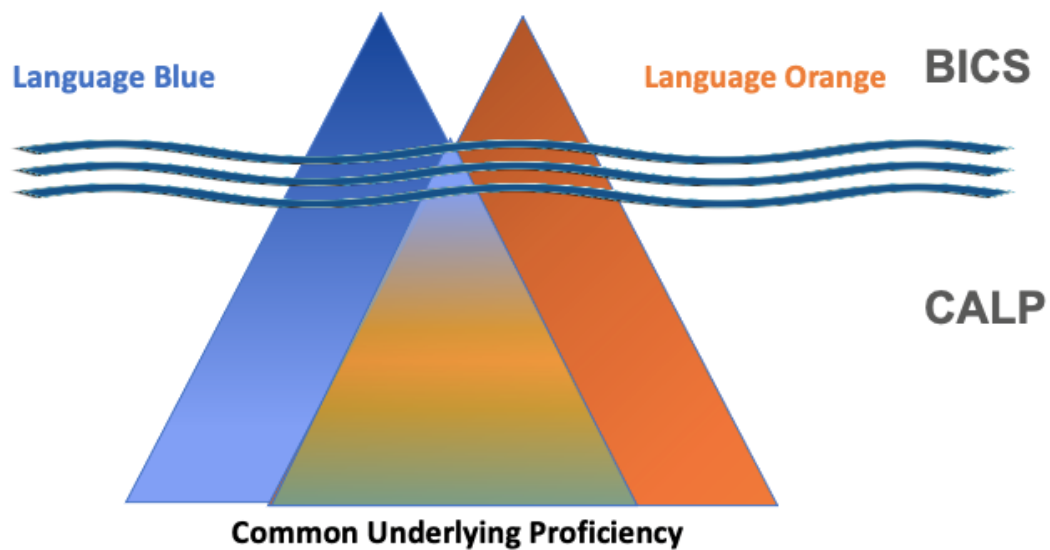 Language Blue
Language Orange
BICS
CALP
Common Underlying Proficiency